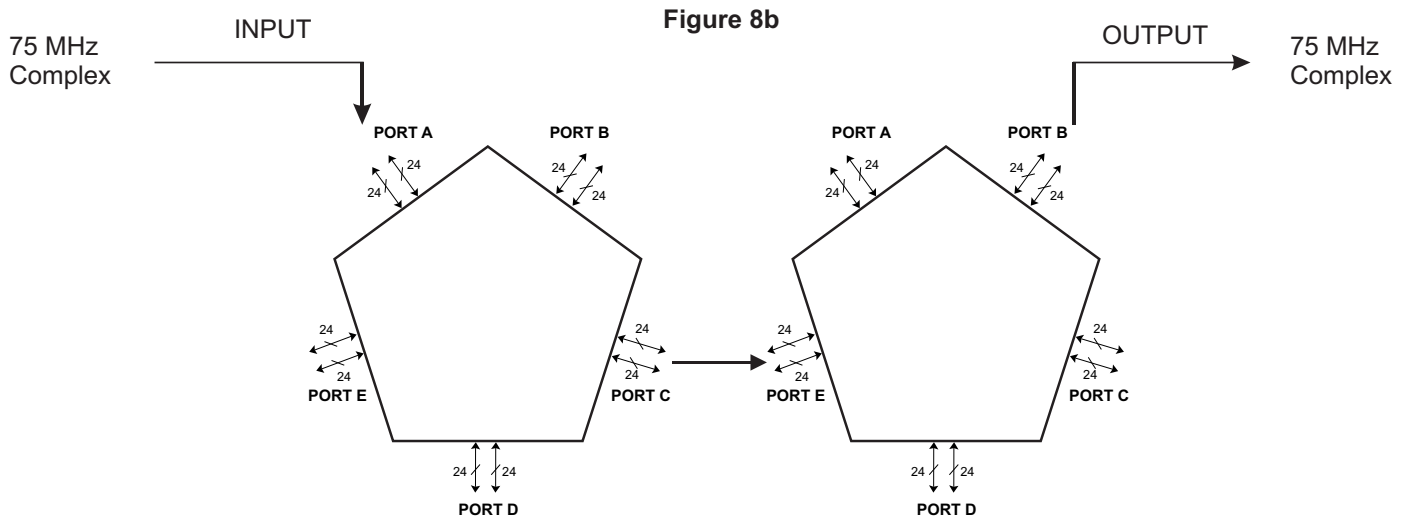 Figure 8b
75 MHz
Complex
INPUT
OUTPUT
75 MHz
Complex
PORT A
24
24
PORT B
24
24
24
24
PORT E
24
24
PORT C
24
24
PORT D
PORT A
24
24
PORT B
24
24
24
24
PORT E
24
24
PORT C
24
24
PORT D